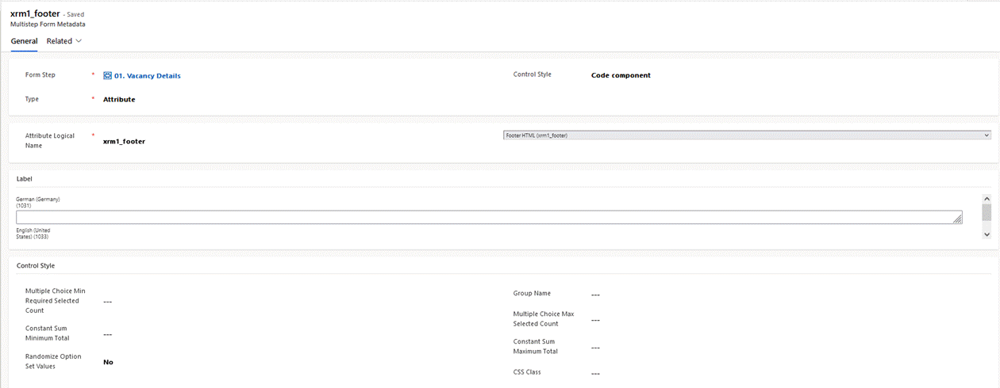 xrm1_footer - Saved
Multistep Form Metadata
General Related
Form Step * 01. Vacancy Details Control Style Code component
Type * Attribute
Attribute Logical * Footer HTML (xrm1_footer)
Name xrm1_footer
Label
German (Germany)
(1031)
English (United
States) (1033)
Control Style
Multiple Choice Min
Required Selected ---
Count
Group Name ---
Multiple Choice Max
Selected Count ---
Constant Sum
Minimum Total ---
Constant Sum
Maximum Total ---
Randomize Option
Set Values No
CSS Class ---